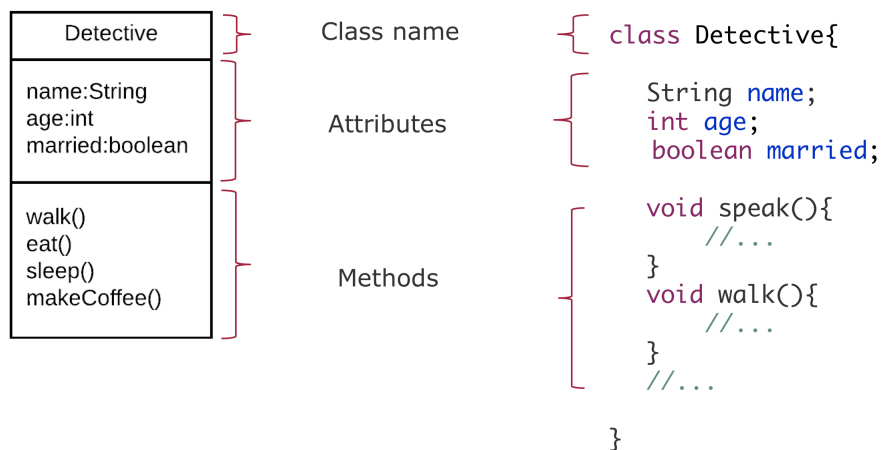 Detective
name:String
age:int
married:boolean
walk()
eat()
sleep()
makeCoffee()
Class name
Attributes
Methods
class Detective{
String name;
int age;
boolean married;
void speak(){
//...
}
void walk(){
//...
}
//...
}